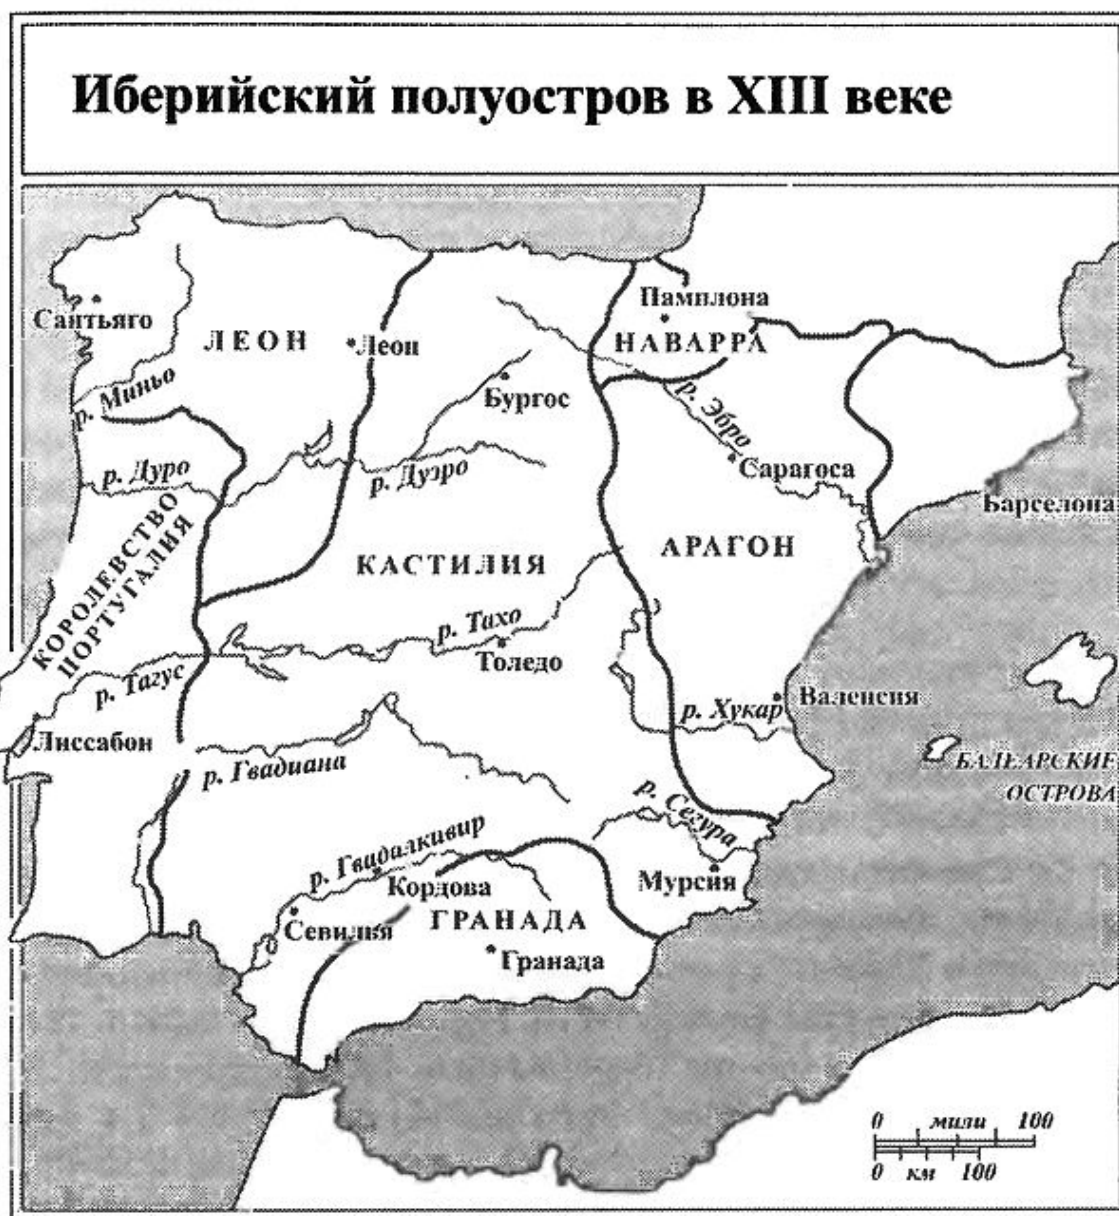 Иберийский полуостров в XIII веке
Сантьяго
ЛЕОН
Леон
Памплона
НАВАРРА
р. Миньо
Бургос
р. Эбро
р. Дуро
р. Дуэро
Сарагоса
Барселона
КОРОЛЕВСТВО
ПОРТУГАЛИЯ
КАСТИЛИЯ
АРАГОН
р. Тахо
Толедо
р. Тагус
Лиссабон
р. Хукар
Валенсия
р. Гвадиана
БАЛЕАРСКИЕ
ОСТРОВА
р. Сегура
р. Гвадалкивир
Кордова
Мурсия
Севилья
ГРАНАДА
Гранада
0 мили 100
0 км 100